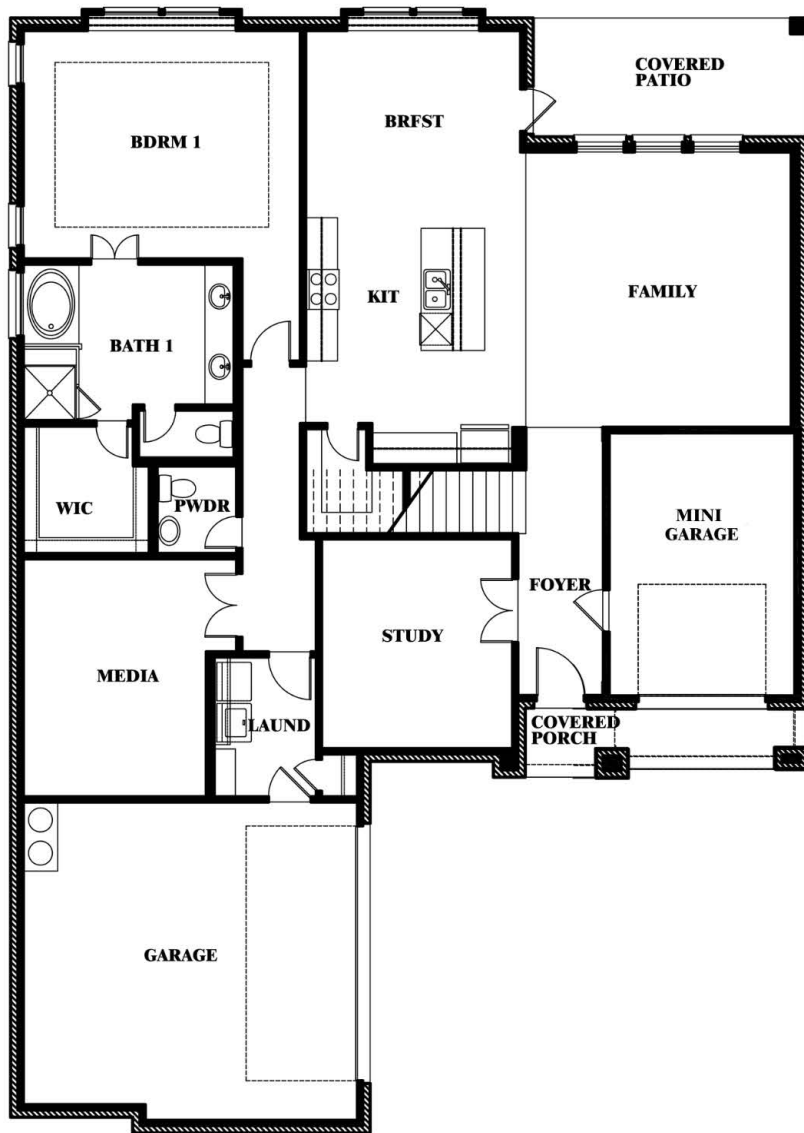 COVERED
PATIO
BRFST
BDRM 1
KIT
FAMILY
BATH 1
WIC
PWDR
MINI
GARAGE
FOYER
STUDY
MEDIA
LAUND
COVERED
PORCH
GARAGE